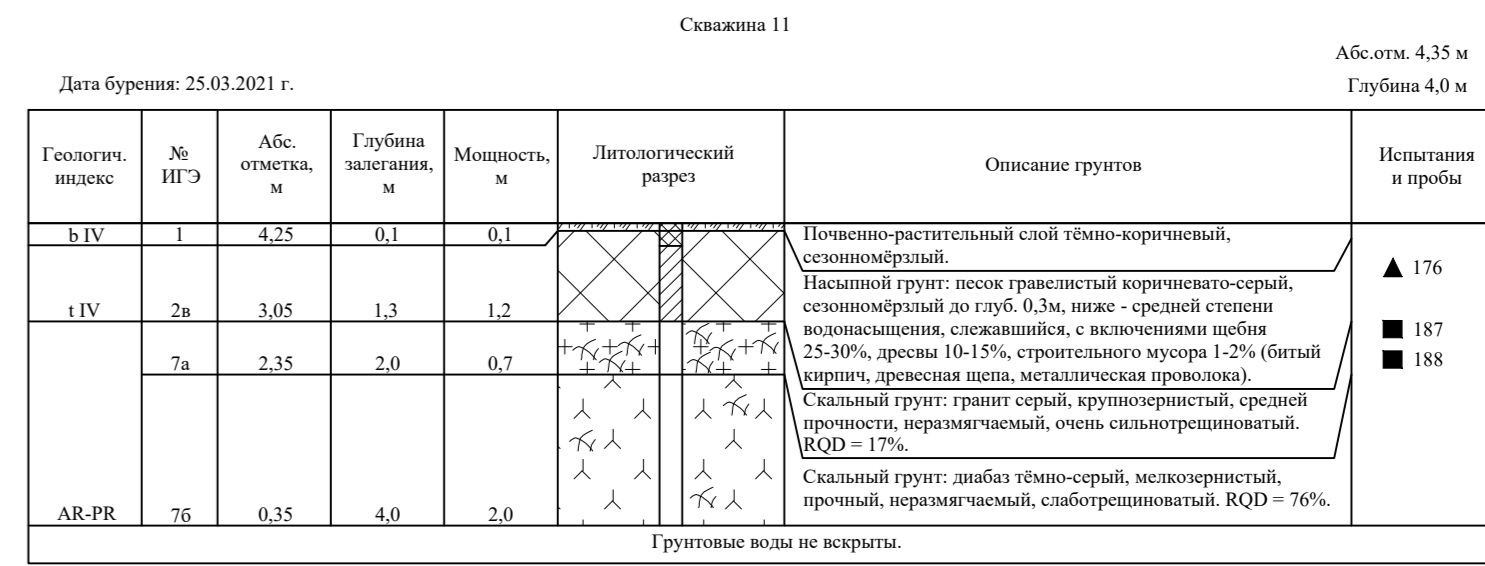 Скважина 11
Абс.отм. 4,35 м
Дата бурения: 25.03.2021 г.
Глубина 4,0 м
Геологич. индекс
№ ИГЭ
Абс. отметка, м
Глубина залегания, м
Мощность, м
Литологический разрез
Описание грунтов
Испытания и пробы
b IV 1 4,25 0,1 0,1
Почвенно-растительный слой тёмно-коричневый,
сезонномёрзлый.
176
t IV 2в 3,05 1,3 1,2
Насыпной грунт: песок гравелистый коричневато-серый,
сезонномёрзлый до глуб. 0,3м, ниже - средней степени
водонасыщения, слежавшийся, с включениями щебня
25-30%, дресвы 10-15%, строительного мусора 1-2% (битый
кирпич, древесная щепа, металлическая проволока).
187
188
7а 2,35 2,0 0,7
Скальный грунт: гранит серый, крупнозернистый, средней
прочности, неразмягчаемый, очень сильнотрещиноватый.
RQD = 17%.
AR-PR 7б 0,35 4,0 2,0
Скальный грунт: диабаз тёмно-серый, мелкозернистый,
прочный, неразмягчаемый, слаботрещиноватый. RQD = 76%.
Грунтовые воды не вскрыты.